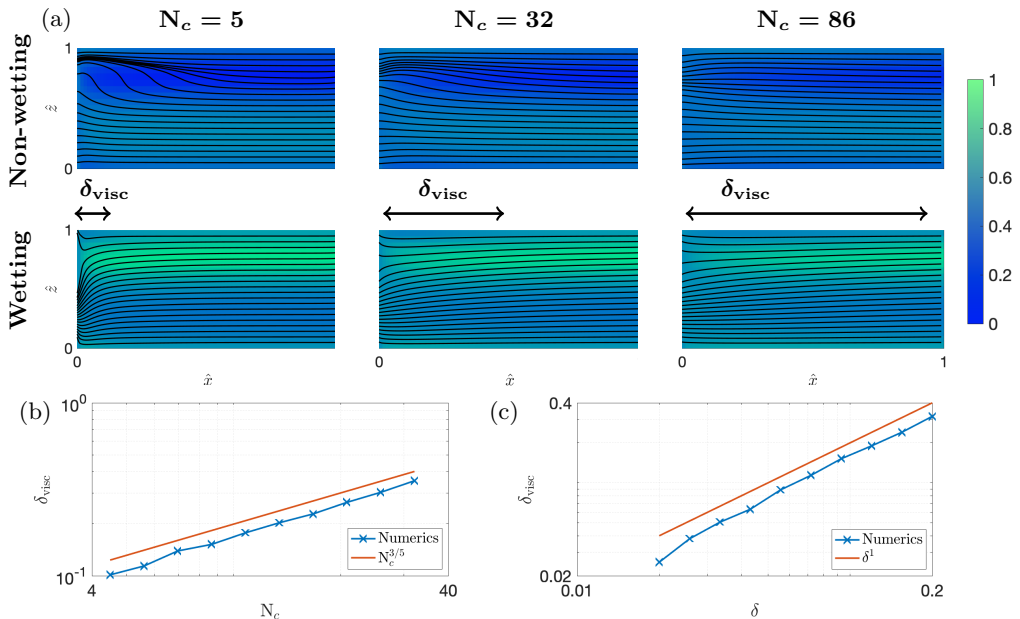 (a) N_c = 5 N_c = 32 N_c = 86
Non-wetting
1
ẑ
0
1
0.8
0.6
0.4
0.2
0
δ_visc δ_visc δ_visc
Wetting
1
ẑ
0
0 0 0 1
x̂ x̂ x̂
(b)
10^0
δ_visc
10^-1
4 40
N_c
Numerics
N_c^{3/5}
(c)
0.4
δ_visc
0.02
0.01 0.2
δ
Numerics
δ^1